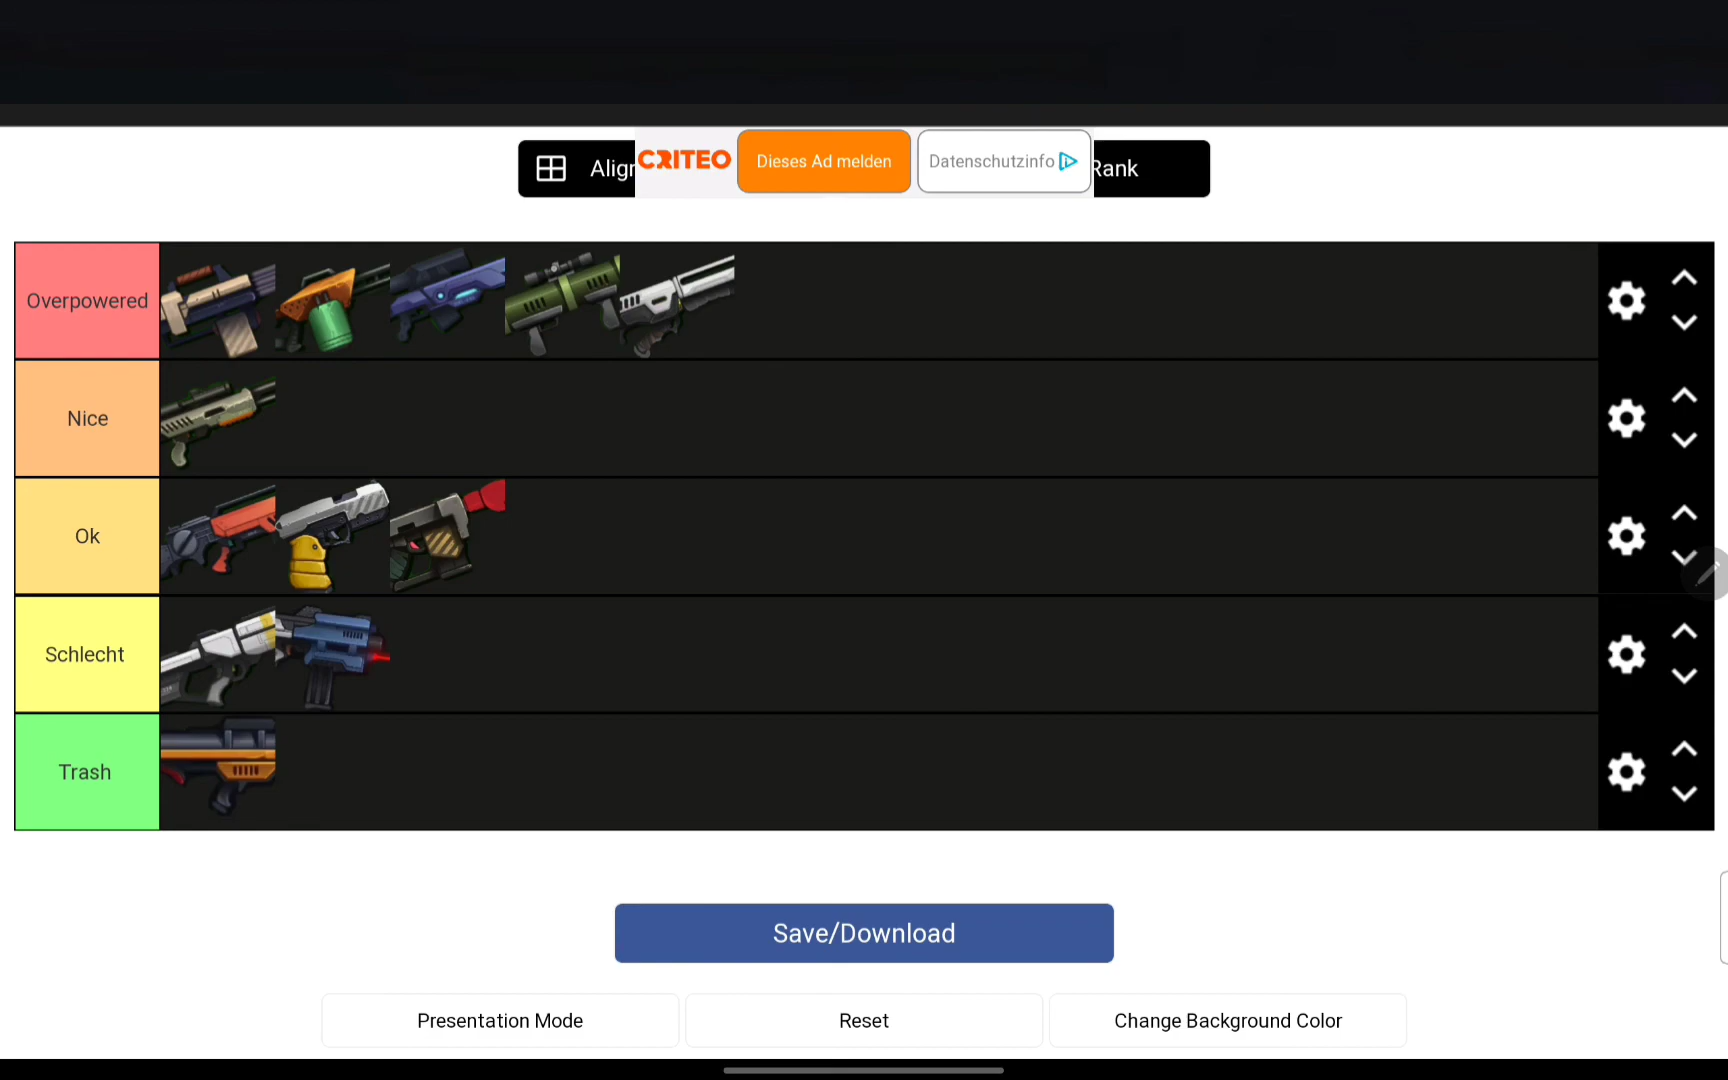 Align
CRITEO
Dieses Ad melden
Datenschutzinfo
Rank
Overpowered
Nice
Ok
Schlecht
Trash
Save/Download
Presentation Mode
Reset
Change Background Color